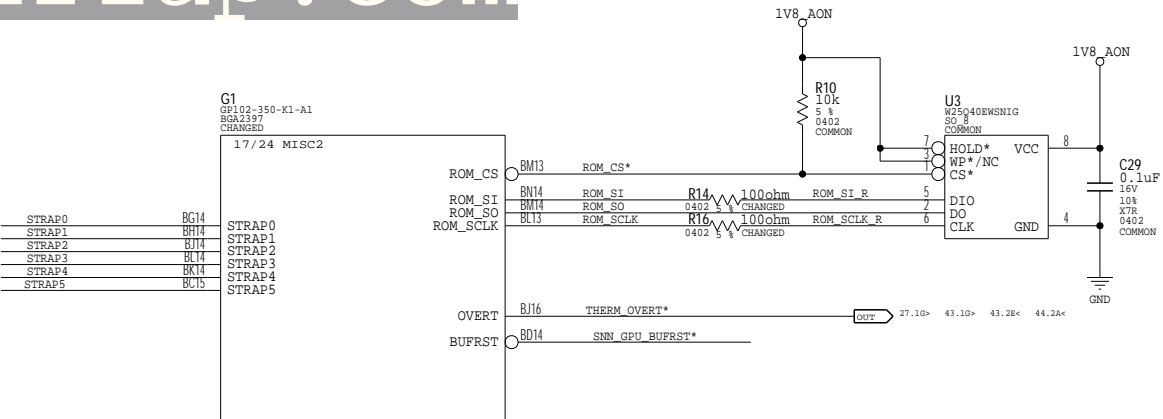 1V8_AON
1V8_AON
G1
GP102-350-K1-A1
BGA2397
CHANGED
17/24 MISC2
R10
10k
5 %
0402
COMMON
U3
W25Q40EWSNIG
SO_8
COMMON
7 HOLD* VCC 8
3 WP*/NC
1 CS*
C29
0.1uF
16V
10%
X7R
0402
COMMON
ROM_CS BM13 ROM_CS*
ROM_SI BN14 ROM_SI R14 100ohm ROM_SI_R 5 DIO
0402 5 % CHANGED
ROM_SO BM14 ROM_SO 2 DO
ROM_SCLK BL13 ROM_SCLK R16 100ohm ROM_SCLK_R 6 CLK GND 4
0402 5 % CHANGED
STRAP0 BG14 STRAP0
STRAP1 BH14 STRAP1
STRAP2 BJ14 STRAP2
STRAP3 BL14 STRAP3
STRAP4 BK14 STRAP4
STRAP5 BC15 STRAP5
GND
OVERT BJ16 THERM_OVERT* OUT 27.1G> 43.1G> 43.2E< 44.2A<
BUFRST BD14 SNN_GPU_BUFRST*